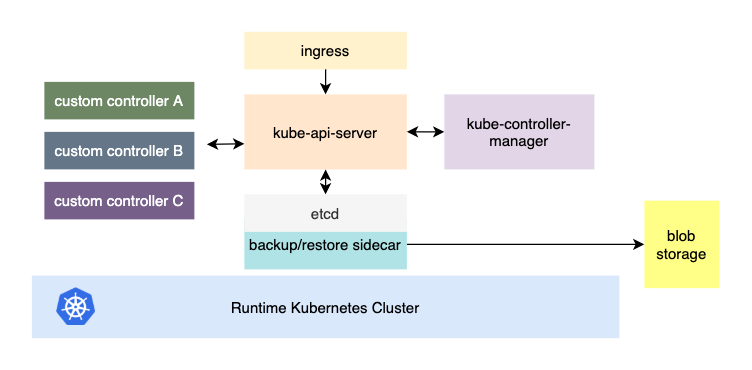 ingress
custom controller A
custom controller B
custom controller C
kube-api-server
kube-controller-
manager
etcd
backup/restore sidecar
blob
storage
Runtime Kubernetes Cluster